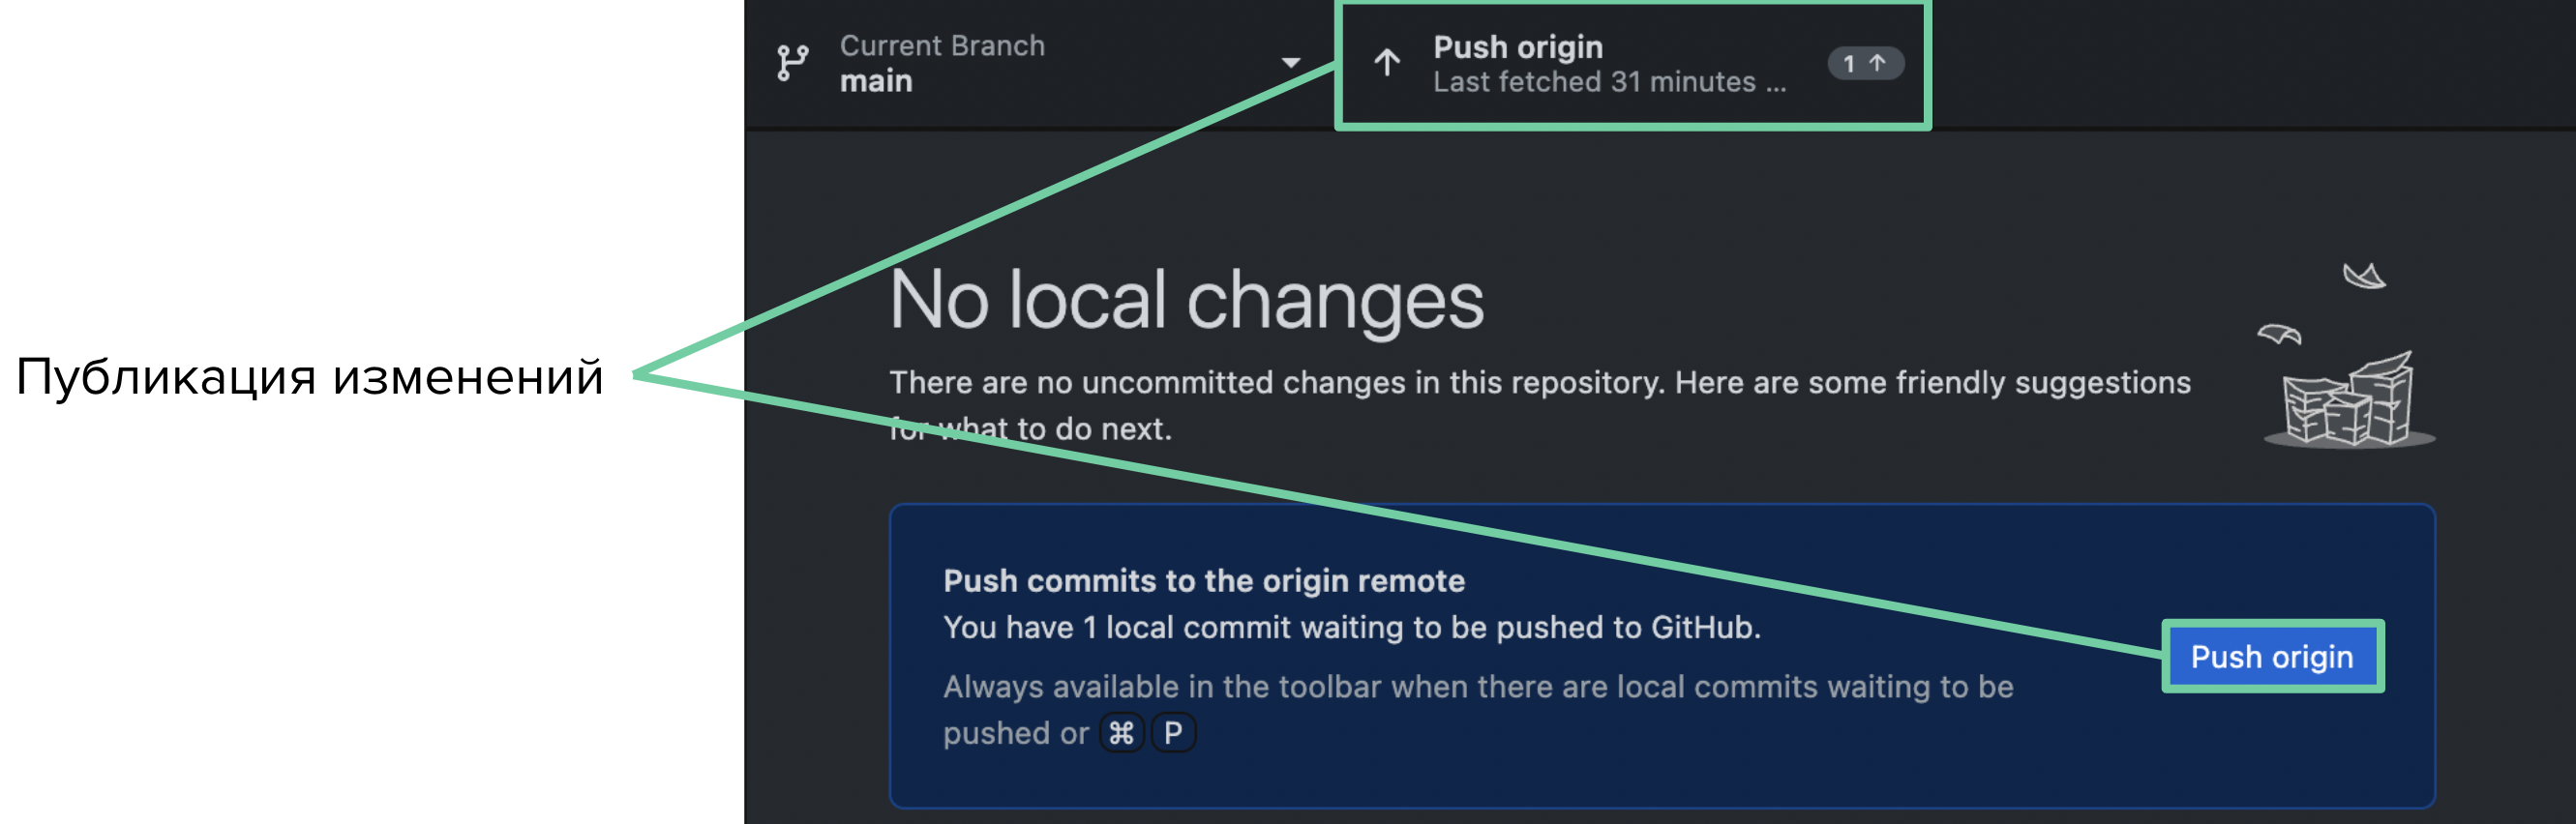 Current Branch
main
Push origin
Last fetched 31 minutes ...
1 ↑
Публикация изменений
No local changes
There are no uncommitted changes in this repository. Here are some friendly suggestions
for what to do next.
Push commits to the origin remote
You have 1 local commit waiting to be pushed to GitHub.
Always available in the toolbar when there are local commits waiting to be
pushed or ⌘ P
Push origin